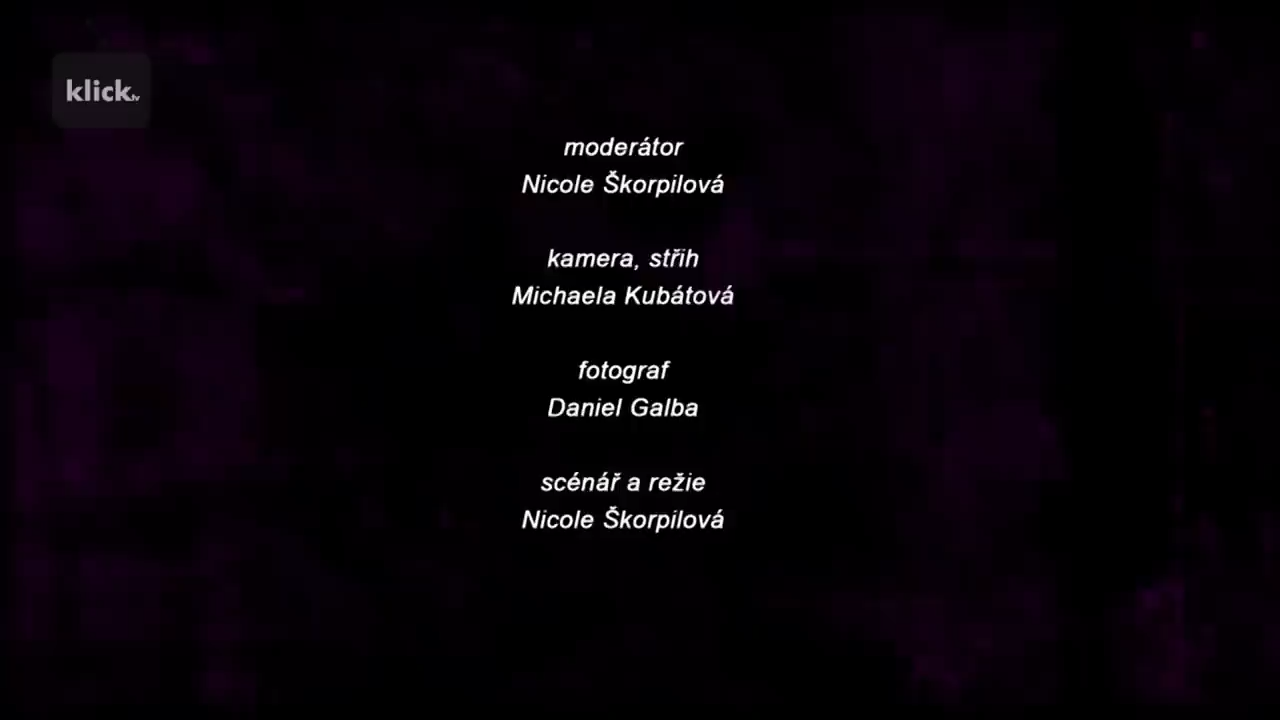 klick.tv
moderátor
Nicole Škorpilová
kamera, střih
Michaela Kubátová
fotograf
Daniel Galba
scénář a režie
Nicole Škorpilová